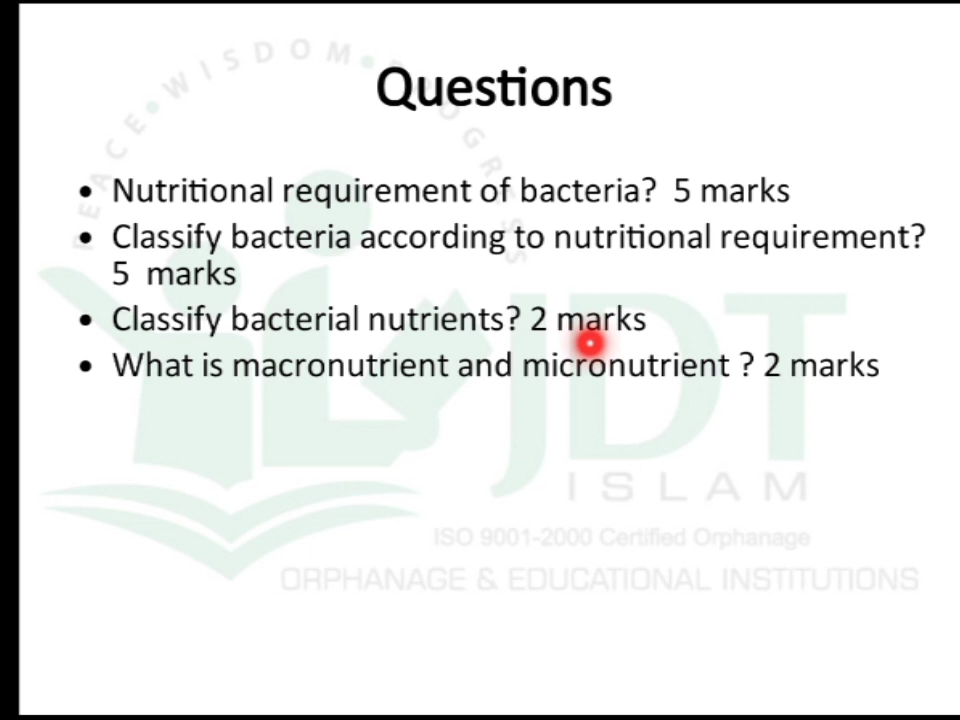 PEACE • WISDOM • PROGRESS
Questions
• Nutritional requirement of bacteria? 5 marks
• Classify bacteria according to nutritional requirement?
5 marks
• Classify bacterial nutrients? 2 marks
• What is macronutrient and micronutrient ? 2 marks
JDT
ISLAM
ISO 9001-2000 Certified Orphanage
ORPHANAGE & EDUCATIONAL INSTITUTIONS